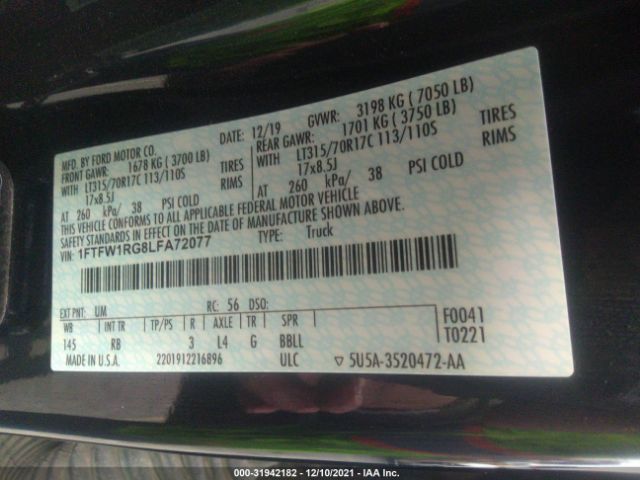 MFD. BY FORD MOTOR CO. DATE: 12/19 GVWR: 3198 KG ( 7050 LB)
FRONT GAWR: 1678 KG ( 3700 LB) REAR GAWR: 1701 KG ( 3750 LB)
WITH LT315/70R17C 113/110S TIRES WITH LT315/70R17C 113/110S TIRES
17x8.5J RIMS 17x8.5J RIMS
AT 260 kPa/ 38 PSI COLD AT 260 kPa/ 38 PSI COLD
THIS VEHICLE CONFORMS TO ALL APPLICABLE FEDERAL MOTOR VEHICLE
SAFETY STANDARDS IN EFFECT ON THE DATE OF MANUFACTURE SHOWN ABOVE.
VIN: 1FTFW1RG8LFA72077 TYPE: Truck
EXT PNT: UM RC: 56 DSO: F0041
WB INT TR TP/PS R AXLE TR SPR T0221
145 RB 3 L4 G BBLL
MADE IN U.S.A. 2201912216896 ULC ▽ 5U5A-3520472-AA
000-31942182 - 12/10/2021 - IAA Inc.